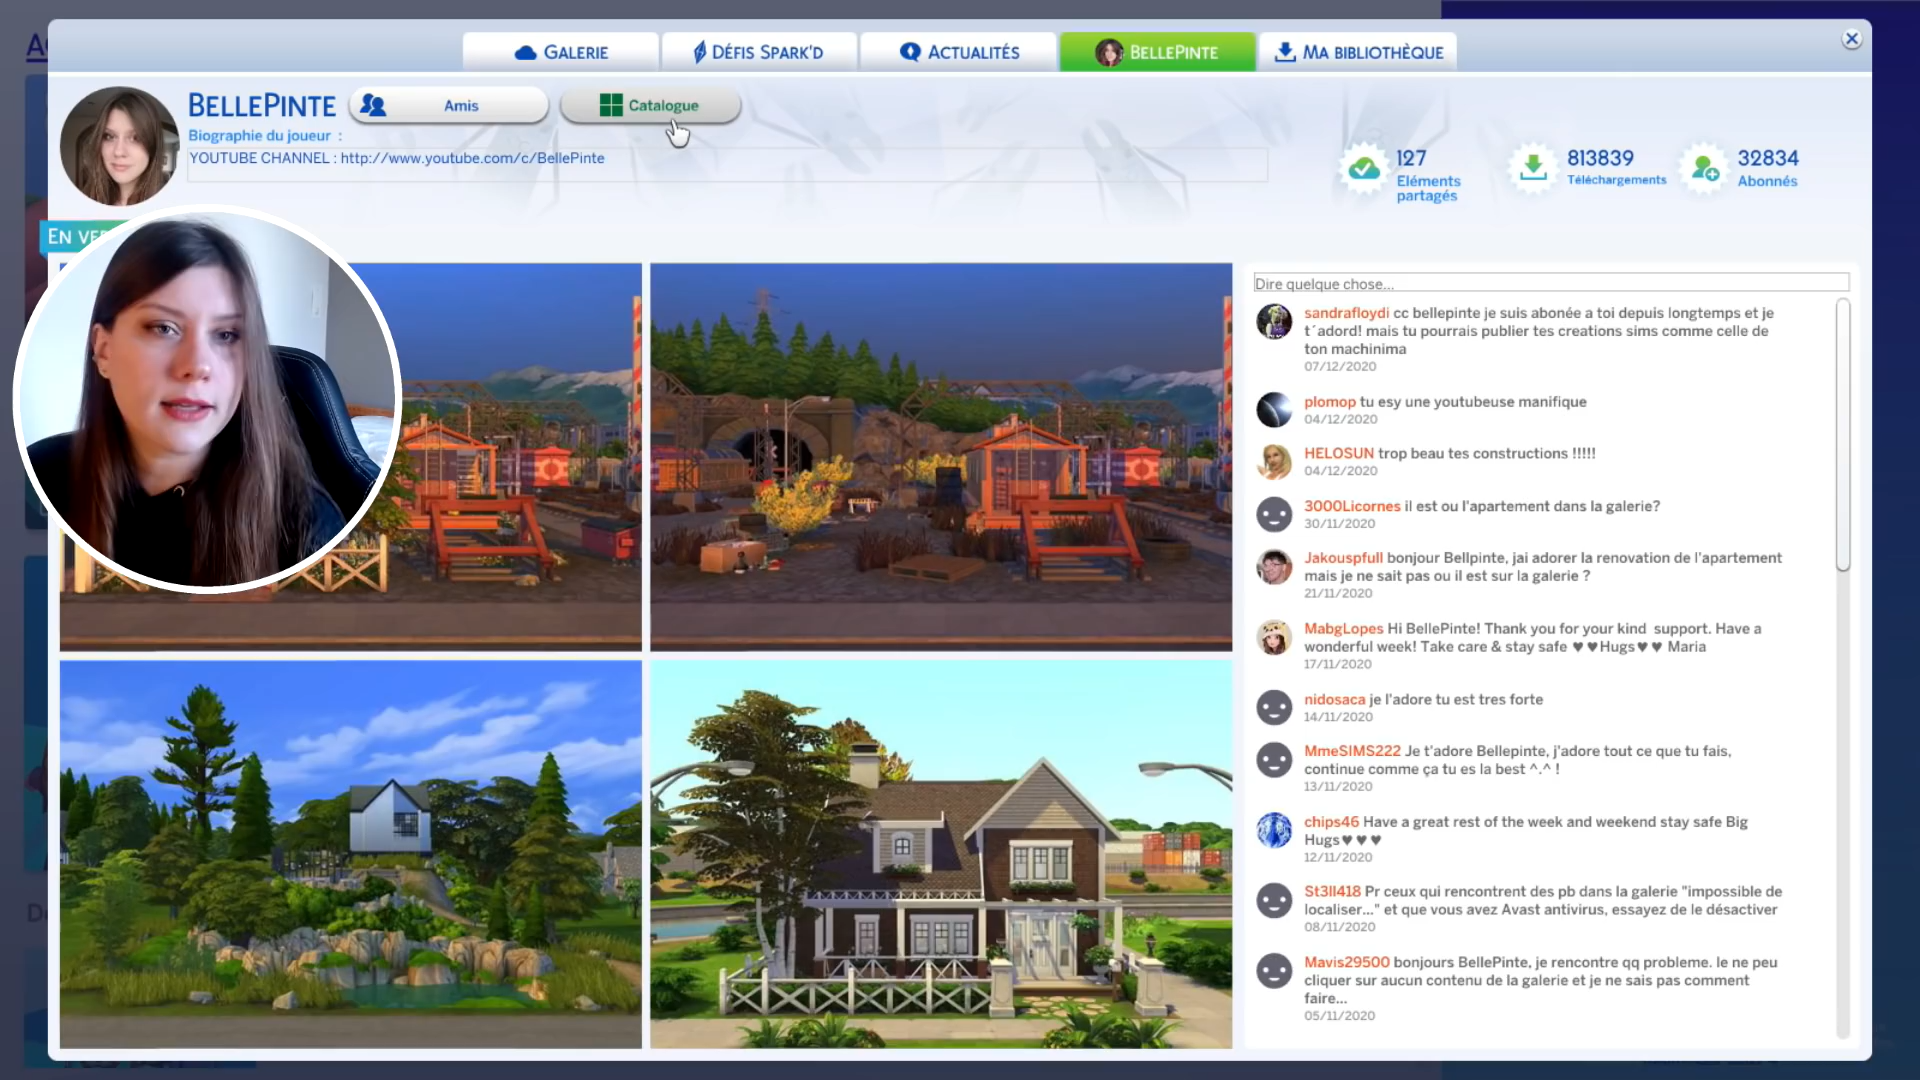 GALERIE
DÉFIS SPARK'D
ACTUALITÉS
BELLEPINTE
MA BIBLIOTHÈQUE
BELLEPINTE
Amis
Catalogue
Biographie du joueur :
YOUTUBE CHANNEL : http://www.youtube.com/c/BellePinte
127
Eléments
partagés
813839
Téléchargements
32834
Abonnés
EN
Dire quelque chose...
sandrafloydi cc bellepinte je suis abonée a toi depuis longtemps et je
t´adord! mais tu pourrais publier tes creations sims comme celle de
ton machinima
07/12/2020
plomop tu esy une youtubeuse manifique
04/12/2020
HELOSUN trop beau tes constructions !!!!!
04/12/2020
3000Licornes il est ou l'apartement dans la galerie?
30/11/2020
Jakouspfull bonjour Bellpinte, jai adorer la renovation de l'apartement
mais je ne sait pas ou il est sur la galerie ?
21/11/2020
MabgLopes Hi BellePinte! Thank you for your kind support. Have a
wonderful week! Take care & stay safe ♥ ♥Hugs♥ ♥ Maria
17/11/2020
nidosaca je l'adore tu est tres forte
14/11/2020
MmeSIMS222 Je t'adore Bellepinte, j'adore tout ce que tu fais,
continue comme ça tu es la best ^.^ !
13/11/2020
chips46 Have a great rest of the week and weekend stay safe Big
Hugs♥ ♥ ♥
12/11/2020
St3ll418 Pr ceux qui rencontrent des pb dans la galerie "impossible de
localiser..." et que vous avez Avast antivirus, essayez de le désactiver
08/11/2020
Mavis29500 bonjours BellePinte, je rencontre qq probleme. le ne peu
cliquer sur aucun contenu de la galerie et je ne sais pas comment
faire...
05/11/2020